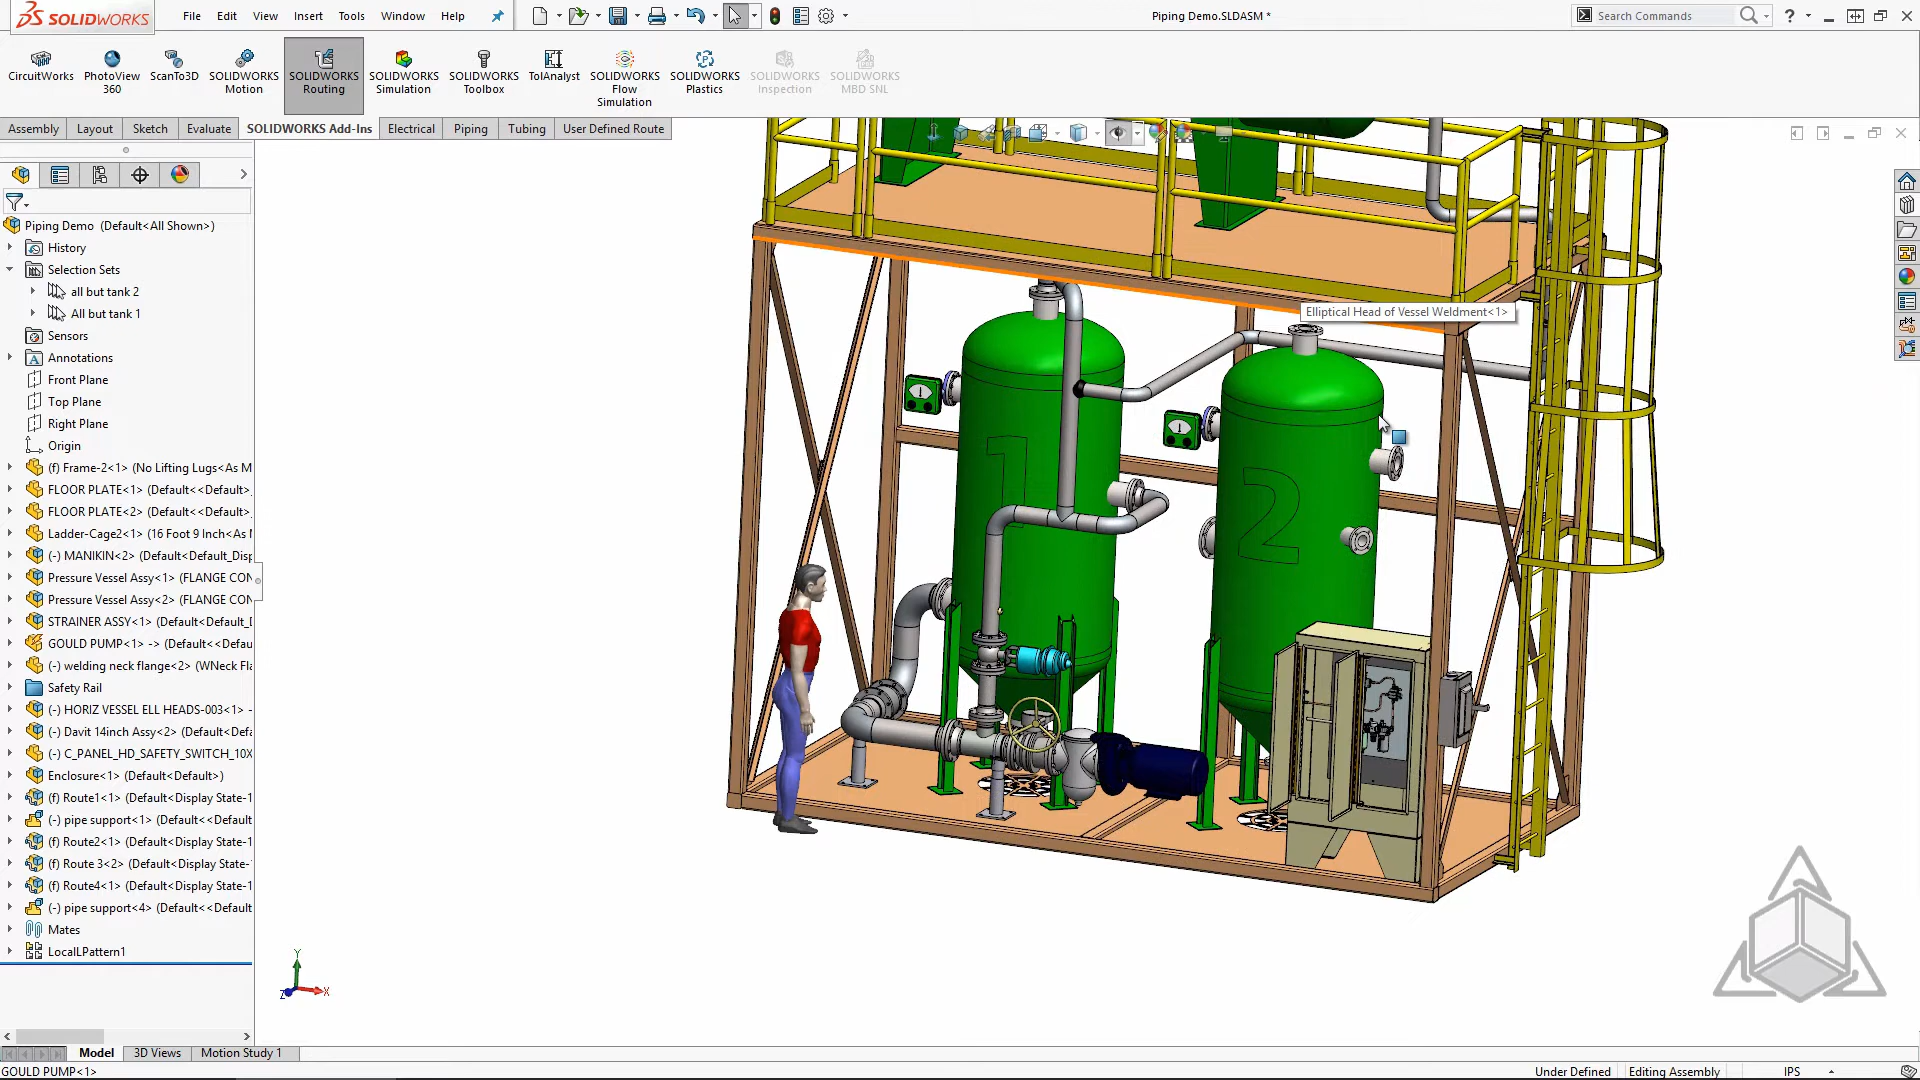 SOLIDWORKS
File Edit View Insert Tools Window Help
Piping Demo.SLDASM *
Search Commands
?
CircuitWorks
PhotoView 360
ScanTo3D
SOLIDWORKS Motion
SOLIDWORKS Routing
SOLIDWORKS Simulation
SOLIDWORKS Toolbox
TolAnalyst
SOLIDWORKS Flow Simulation
SOLIDWORKS Plastics
SOLIDWORKS Inspection
SOLIDWORKS MBD SNL
Assembly Layout Sketch Evaluate SOLIDWORKS Add-Ins Electrical Piping Tubing User Defined Route
Piping Demo (Default<All Shown>)
History
Selection Sets
all but tank 2
All but tank 1
Sensors
Annotations
Front Plane
Top Plane
Right Plane
Origin
(f) Frame-2<1> (No Lifting Lugs<As M
FLOOR PLATE<1> (Default<<Default>_
FLOOR PLATE<2> (Default<<Default>_
Ladder-Cage2<1> (16 Foot 9 Inch<As M
(-) MANIKIN<2> (Default<Default_Disp
Pressure Vessel Assy<1> (FLANGE CON
Pressure Vessel Assy<2> (FLANGE CON
STRAINER ASSY<1> (Default<Default_D
GOULD PUMP<1> -> (Default<<Defau
(-) welding neck flange<2> (WNeck Fla
Safety Rail
(-) HORIZ VESSEL ELL HEADS-003<1> -
(-) Davit 14inch Assy<2> (Default<Defa
(-) C_PANEL_HD_SAFETY_SWITCH_10X
Enclosure<1> (Default<Default>)
(f) Route1<1> (Default<Display State-1
(-) pipe support<1> (Default<<Default
(f) Route2<1> (Default<Display State-1
(f) Route 3<2> (Default<Display State-1
(f) Route4<1> (Default<Display State-1
(-) pipe support<4> (Default<<Default
Mates
LocalLPattern1
Elliptical Head of Vessel Weldment<1>
1
2
Y
Z
X
Model 3D Views Motion Study 1
GOULD PUMP<1>
Under Defined Editing Assembly IPS